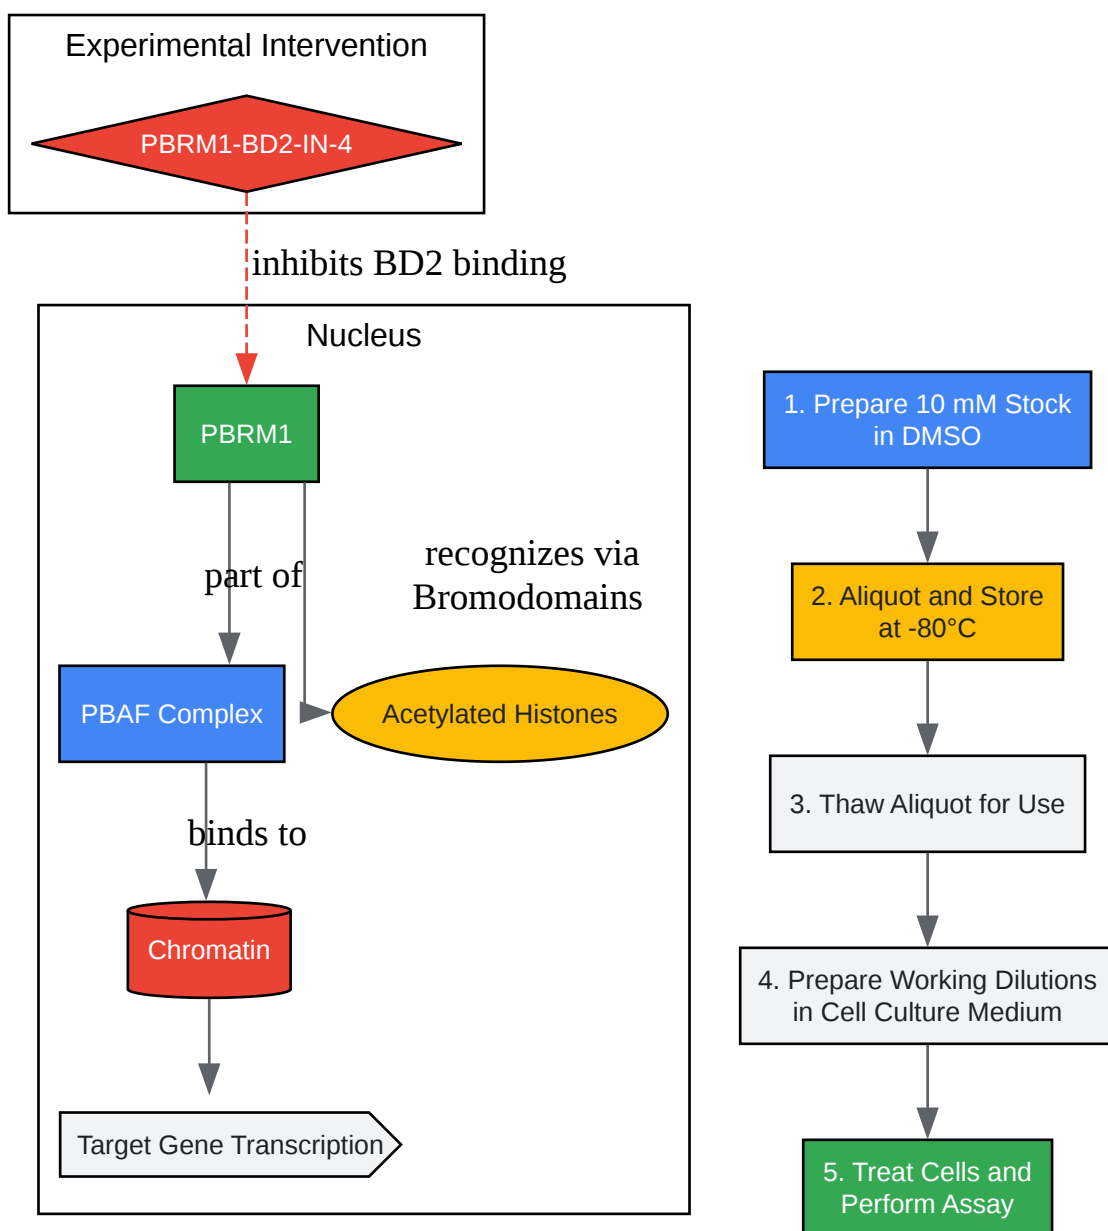 Experimental Intervention
PBRM1-BD2-IN-4
inhibits BD2 binding
Nucleus
PBRM1
part of
recognizes via
Bromodomains
PBAF Complex
Acetylated Histones
binds to
Chromatin
Target Gene Transcription
1. Prepare 10 mM Stock
in DMSO
2. Aliquot and Store
at -80°C
3. Thaw Aliquot for Use
4. Prepare Working Dilutions
in Cell Culture Medium
5. Treat Cells and
Perform Assay